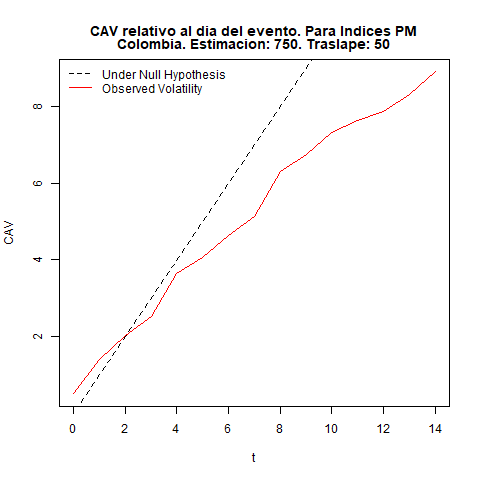 CAV relativo al dia del evento. Para Indices PM
Colombia. Estimacion: 750. Traslape: 50
Under Null Hypothesis
Observed Volatility
8
6
4
2
CAV
0 2 4 6 8 10 12 14
t